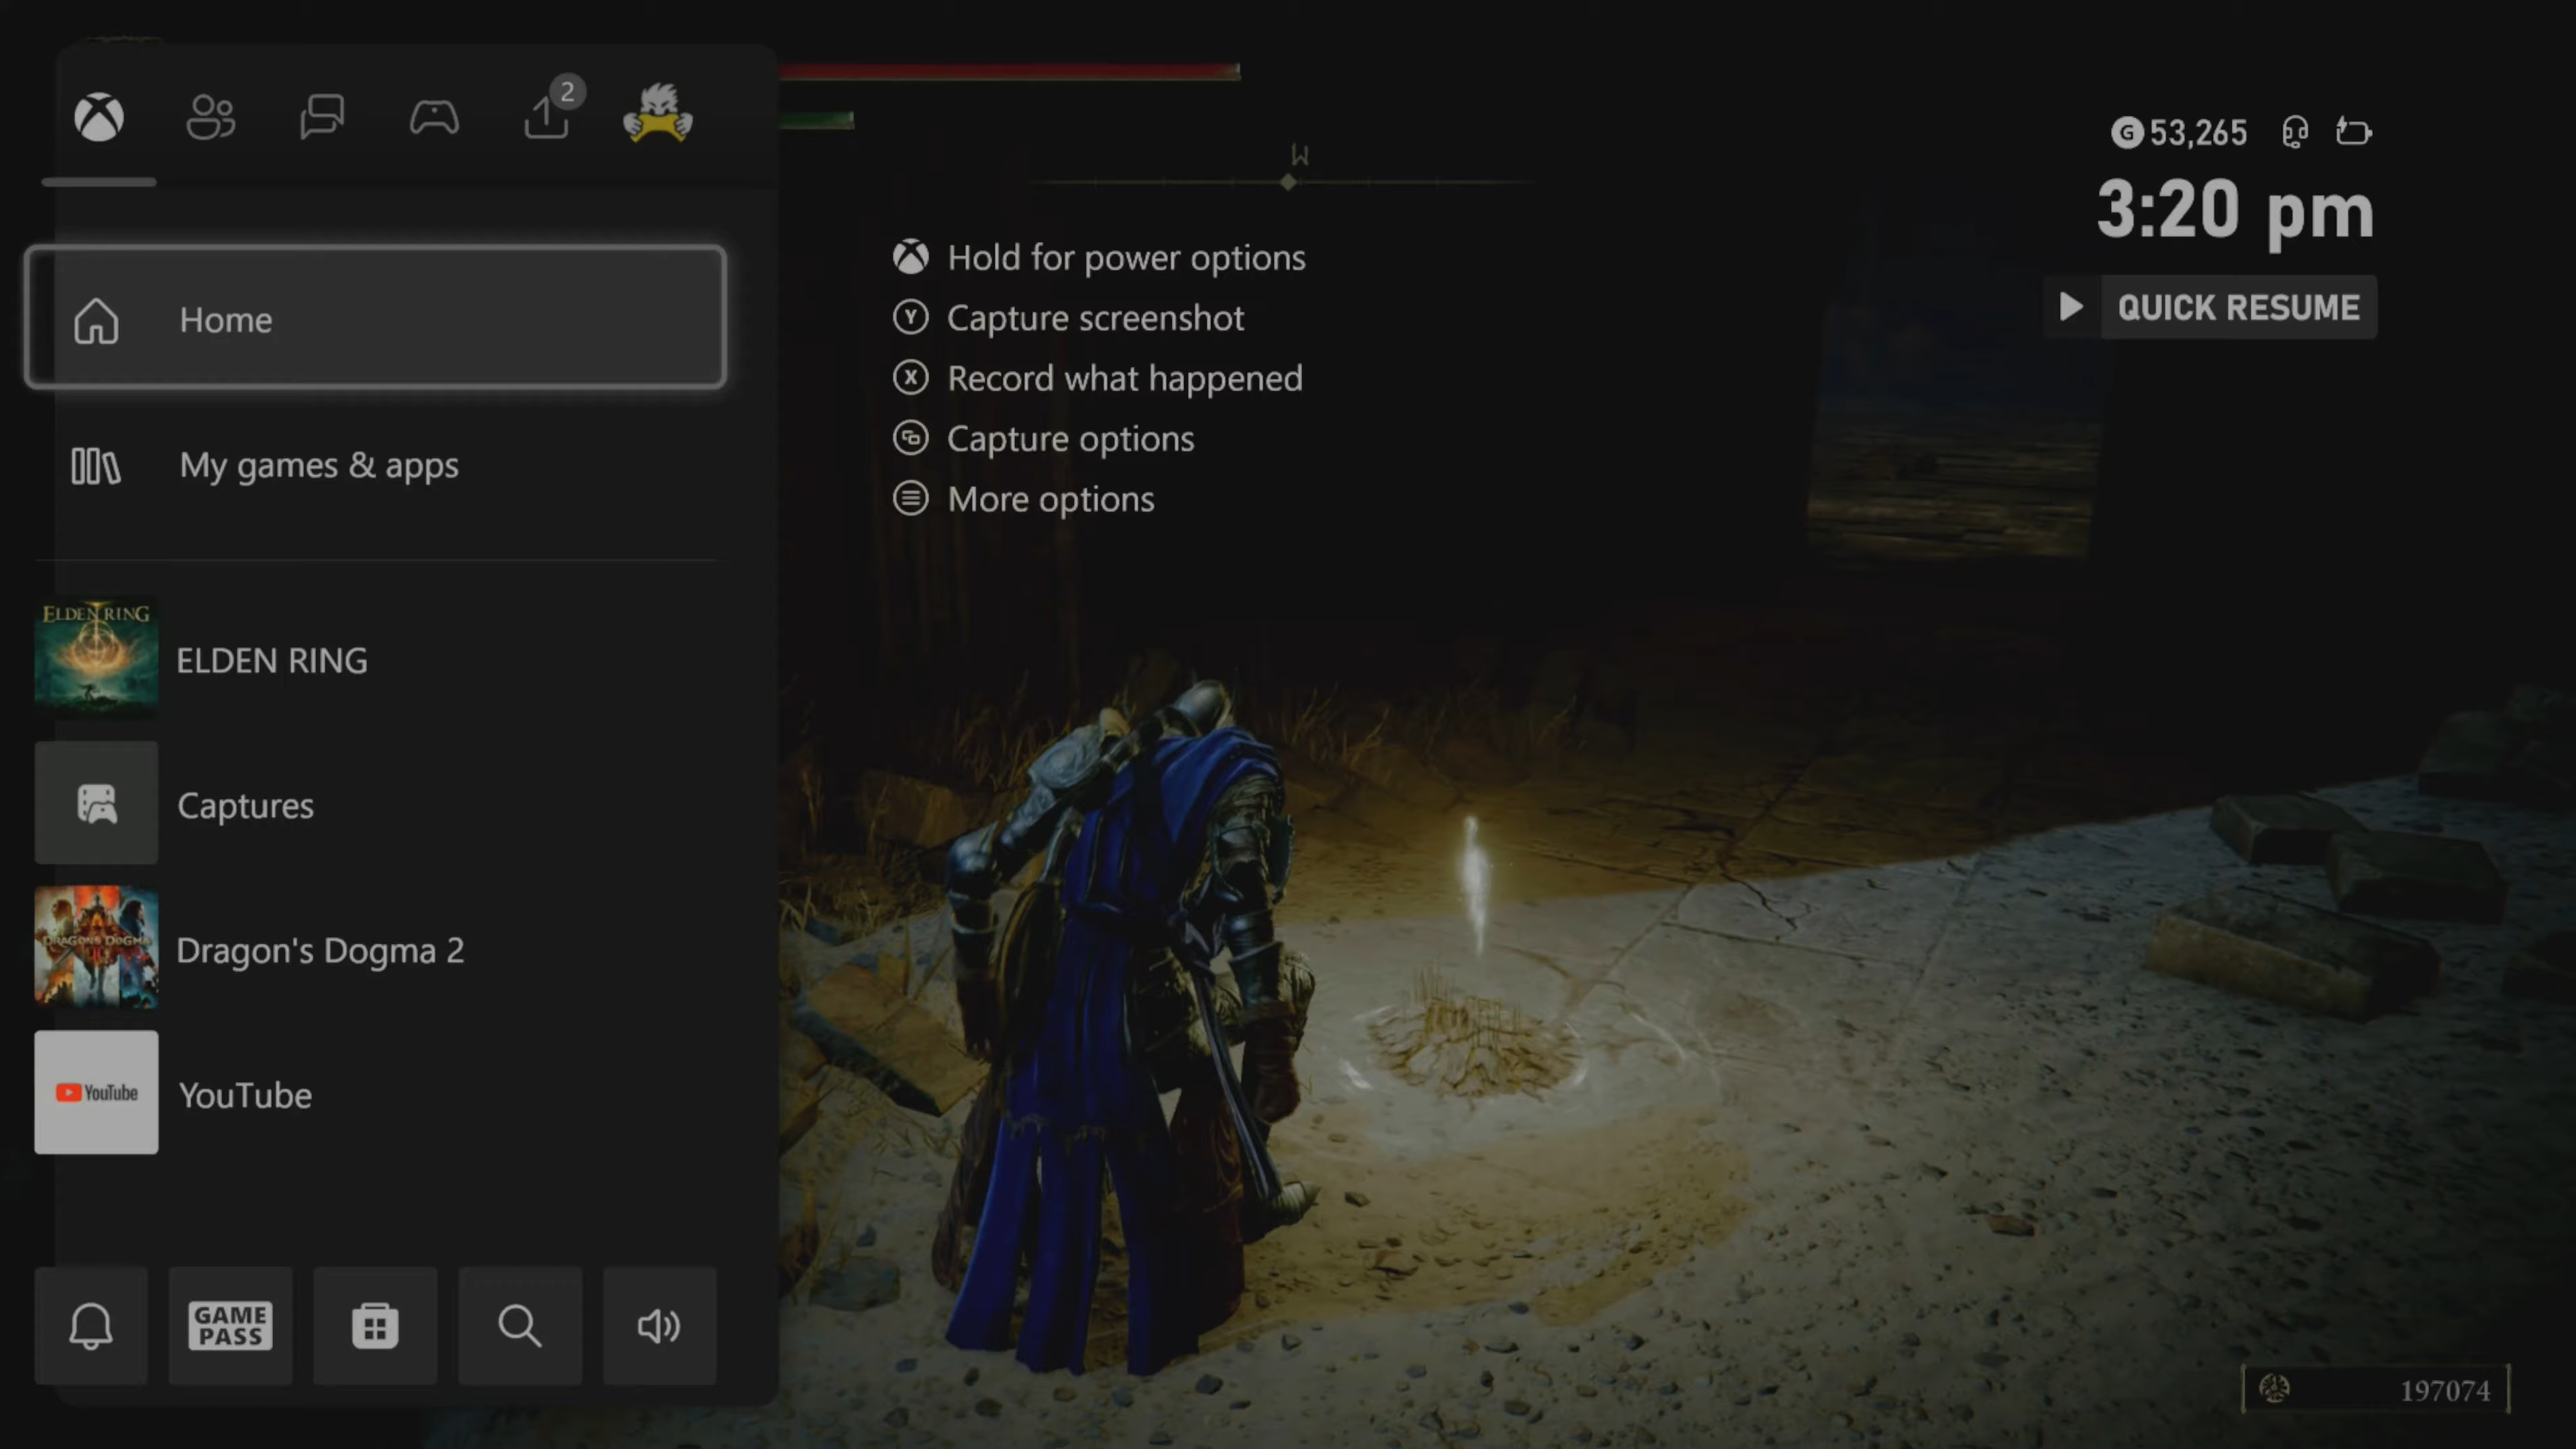 2
Home
My games & apps
ELDEN RING
ELDEN RING
Captures
DRAGON'S DOGMA
Dragon's Dogma 2
YouTube
YouTube
GAME PASS
W
Hold for power options
Y Capture screenshot
X Record what happened
Capture options
More options
G 53,265
3:20 pm
QUICK RESUME
197074